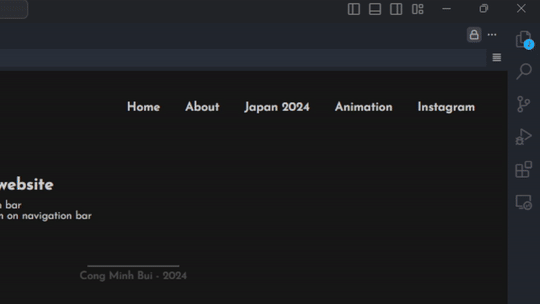 Home About Japan 2024 Animation Instagram
website
bar
on navigation bar
Cong Minh Bui - 2024